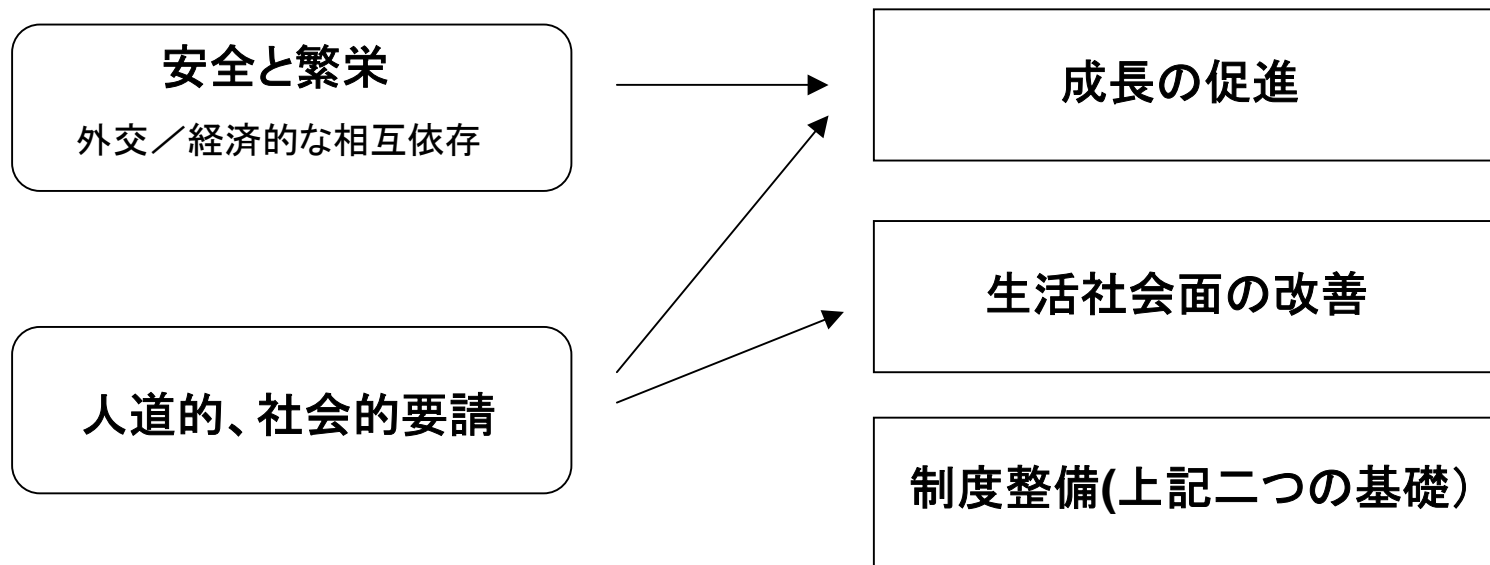 安全と繁栄
外交／経済的な相互依存
人道的、社会的要請
成長の促進
生活社会面の改善
制度整備(上記二つの基礎）